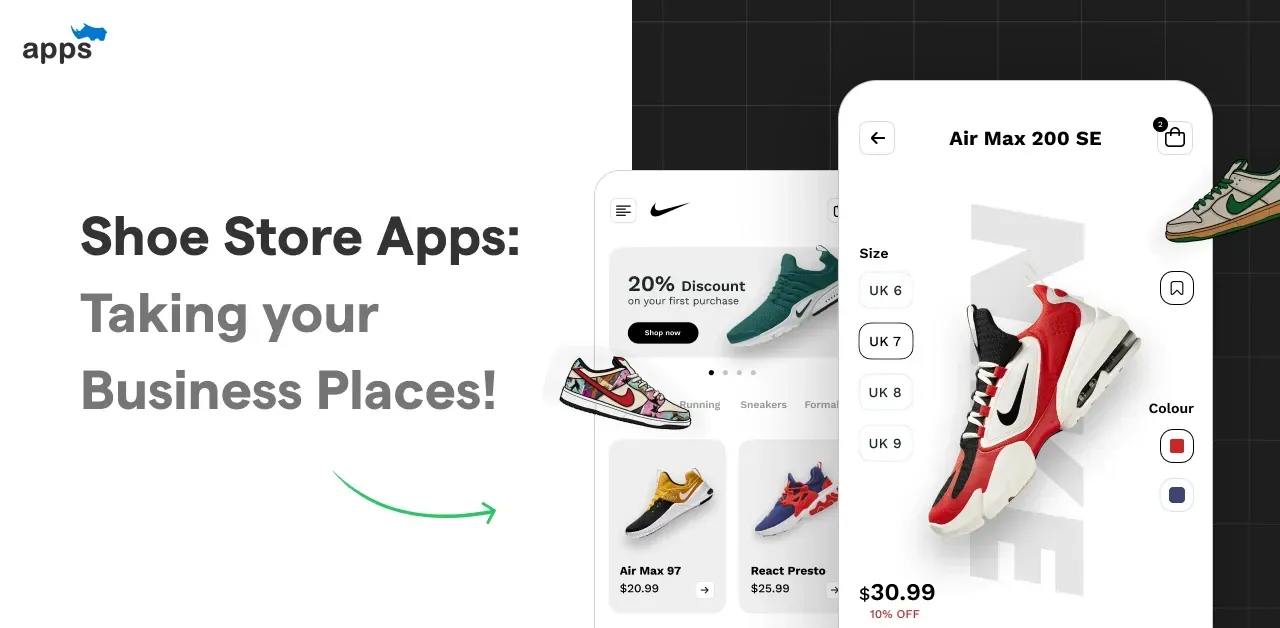 apps
Shoe Store Apps:
Taking your
Business Places!
20% Discount
on your first purchase
Shop now
Running Sneakers Formal
Air Max 97
$20.99
React Presto
$25.99
Air Max 200 SE
2
Size
UK 6
UK 7
UK 8
UK 9
Colour
$30.99
10% OFF